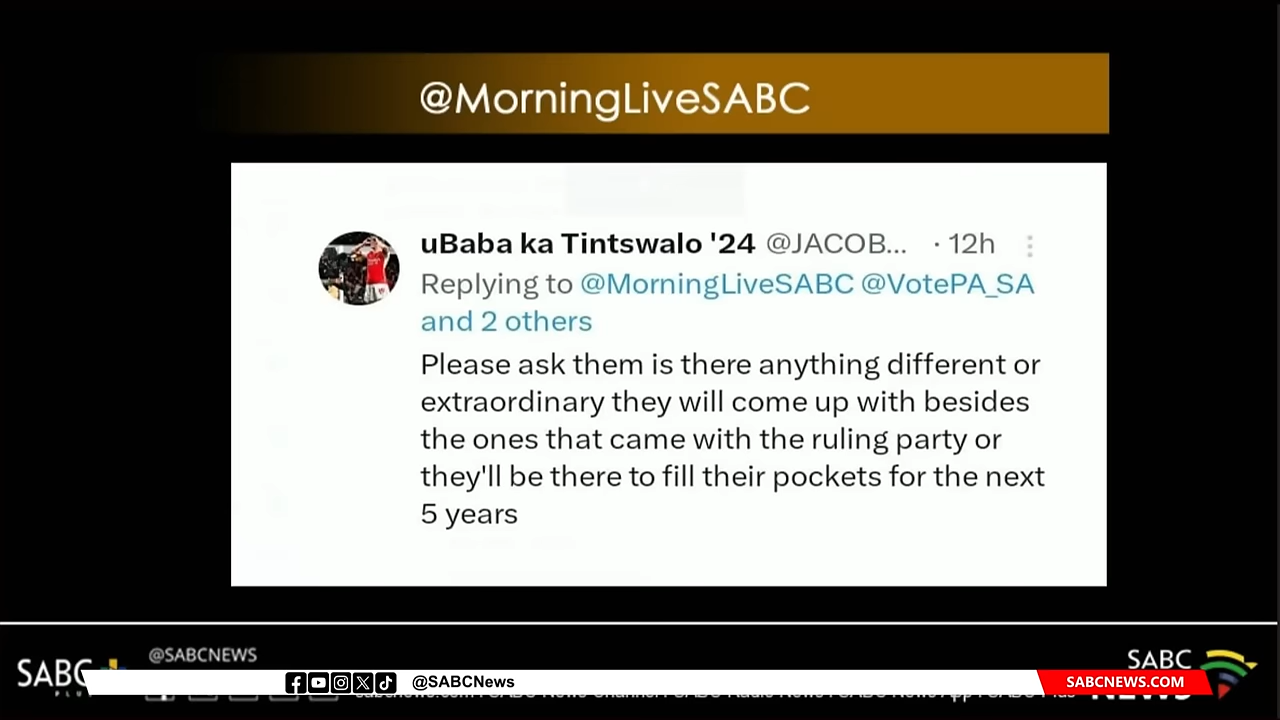 @MorningLiveSABC
uBaba ka Tintswalo '24 @JACOB... · 12h
Replying to @MorningLiveSABC @VotePA_SA
and 2 others
Please ask them is there anything different or
extraordinary they will come up with besides
the ones that came with the ruling party or
they'll be there to fill their pockets for the next
5 years
@SABCNEWS
SABC
@SABCNews
SABC
NEWS
SABCNEWS.COM